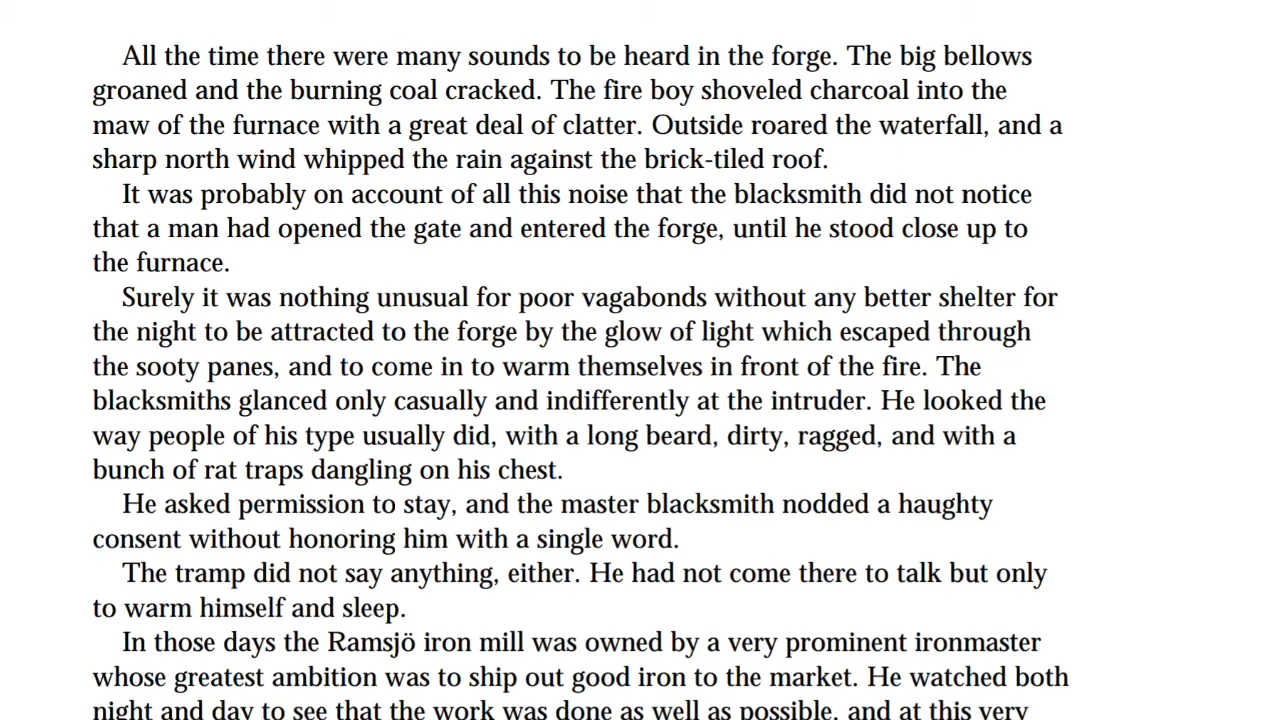 All the time there were many sounds to be heard in the forge. The big bellows
groaned and the burning coal cracked. The fire boy shoveled charcoal into the
maw of the furnace with a great deal of clatter. Outside roared the waterfall, and a
sharp north wind whipped the rain against the brick-tiled roof.
It was probably on account of all this noise that the blacksmith did not notice
that a man had opened the gate and entered the forge, until he stood close up to
the furnace.
Surely it was nothing unusual for poor vagabonds without any better shelter for
the night to be attracted to the forge by the glow of light which escaped through
the sooty panes, and to come in to warm themselves in front of the fire. The
blacksmiths glanced only casually and indifferently at the intruder. He looked the
way people of his type usually did, with a long beard, dirty, ragged, and with a
bunch of rat traps dangling on his chest.
He asked permission to stay, and the master blacksmith nodded a haughty
consent without honoring him with a single word.
The tramp did not say anything, either. He had not come there to talk but only
to warm himself and sleep.
In those days the Ramsjö iron mill was owned by a very prominent ironmaster
whose greatest ambition was to ship out good iron to the market. He watched both
night and day to see that the work was done as well as possible, and at this very